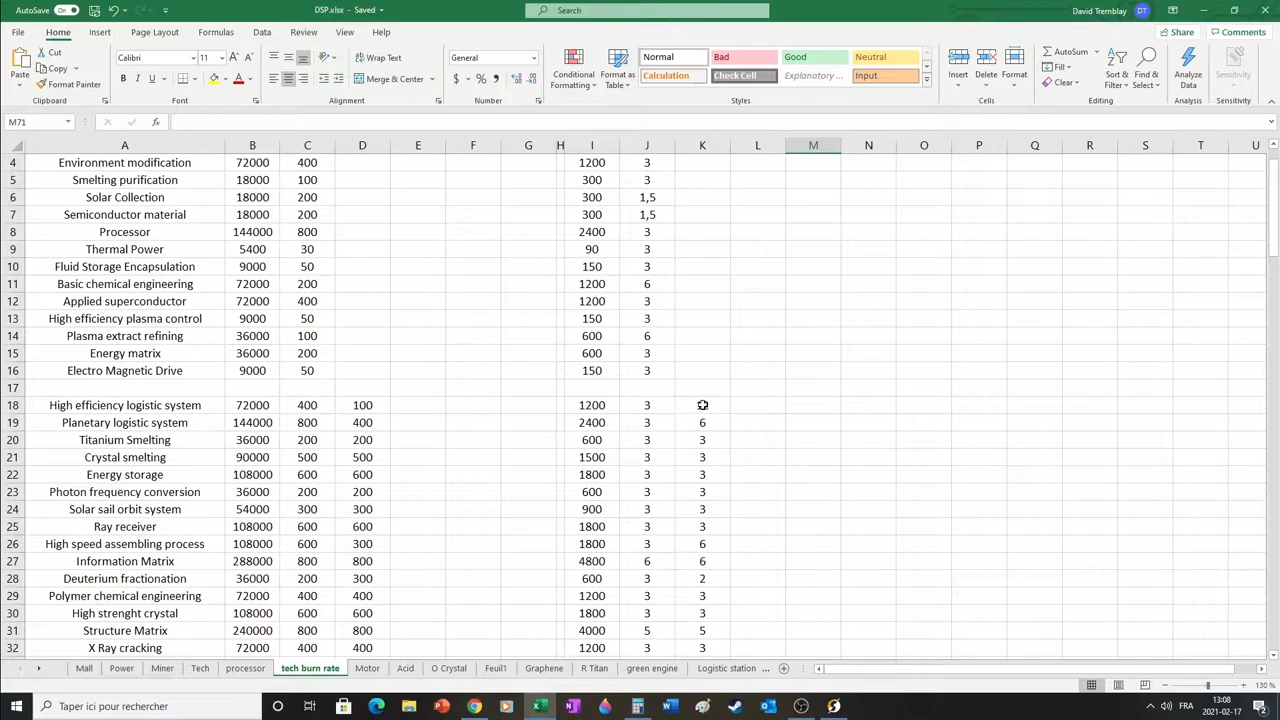 AutoSave On DSP.xlsx - Saved Search David Tremblay DT
File Home Insert Page Layout Formulas Data Review View Help Share Comments
Paste Cut Copy Format Painter Calibri 11 Wrap Text Merge & Center General Conditional Formatting Format as Table Normal Bad Good Neutral Calculation Check Cell Explanatory ... Input Insert Delete Format AutoSum Fill Clear Sort & Filter Find & Select Analyze Data Sensitivity
Clipboard Font Alignment Number Styles Cells Editing Analysis Sensitivity
M71 fx
A B C D E F G H I J K L M N O P Q R S T U
4 Environment modification 72000 400 1200 3
5 Smelting purification 18000 100 300 3
6 Solar Collection 18000 200 300 1,5
7 Semiconductor material 18000 200 300 1,5
8 Processor 144000 800 2400 3
9 Thermal Power 5400 30 90 3
10 Fluid Storage Encapsulation 9000 50 150 3
11 Basic chemical engineering 72000 200 1200 6
12 Applied superconductor 72000 400 1200 3
13 High efficiency plasma control 9000 50 150 3
14 Plasma extract refining 36000 100 600 6
15 Energy matrix 36000 200 600 3
16 Electro Magnetic Drive 9000 50 150 3
17
18 High efficiency logistic system 72000 400 100 1200 3
19 Planetary logistic system 144000 800 400 2400 3 6
20 Titanium Smelting 36000 200 200 600 3 3
21 Crystal smelting 90000 500 500 1500 3 3
22 Energy storage 108000 600 600 1800 3 3
23 Photon frequency conversion 36000 200 200 600 3 3
24 Solar sail orbit system 54000 300 300 900 3 3
25 Ray receiver 108000 600 600 1800 3 3
26 High speed assembling process 108000 600 300 1800 3 6
27 Information Matrix 288000 800 800 4800 6 6
28 Deuterium fractionation 36000 200 300 600 3 2
29 Polymer chemical engineering 72000 400 400 1200 3 3
30 High strenght crystal 108000 600 600 1800 3 3
31 Structure Matrix 240000 800 800 4000 5 5
32 X Ray cracking 72000 400 400 1200 3 3
Mall Power Miner Tech processor tech burn rate Motor Acid O Crystal Feuil1 Graphene R Titan green engine Logistic station ...
130 %
Taper ici pour rechercher FRA 13:08
2021-02-17